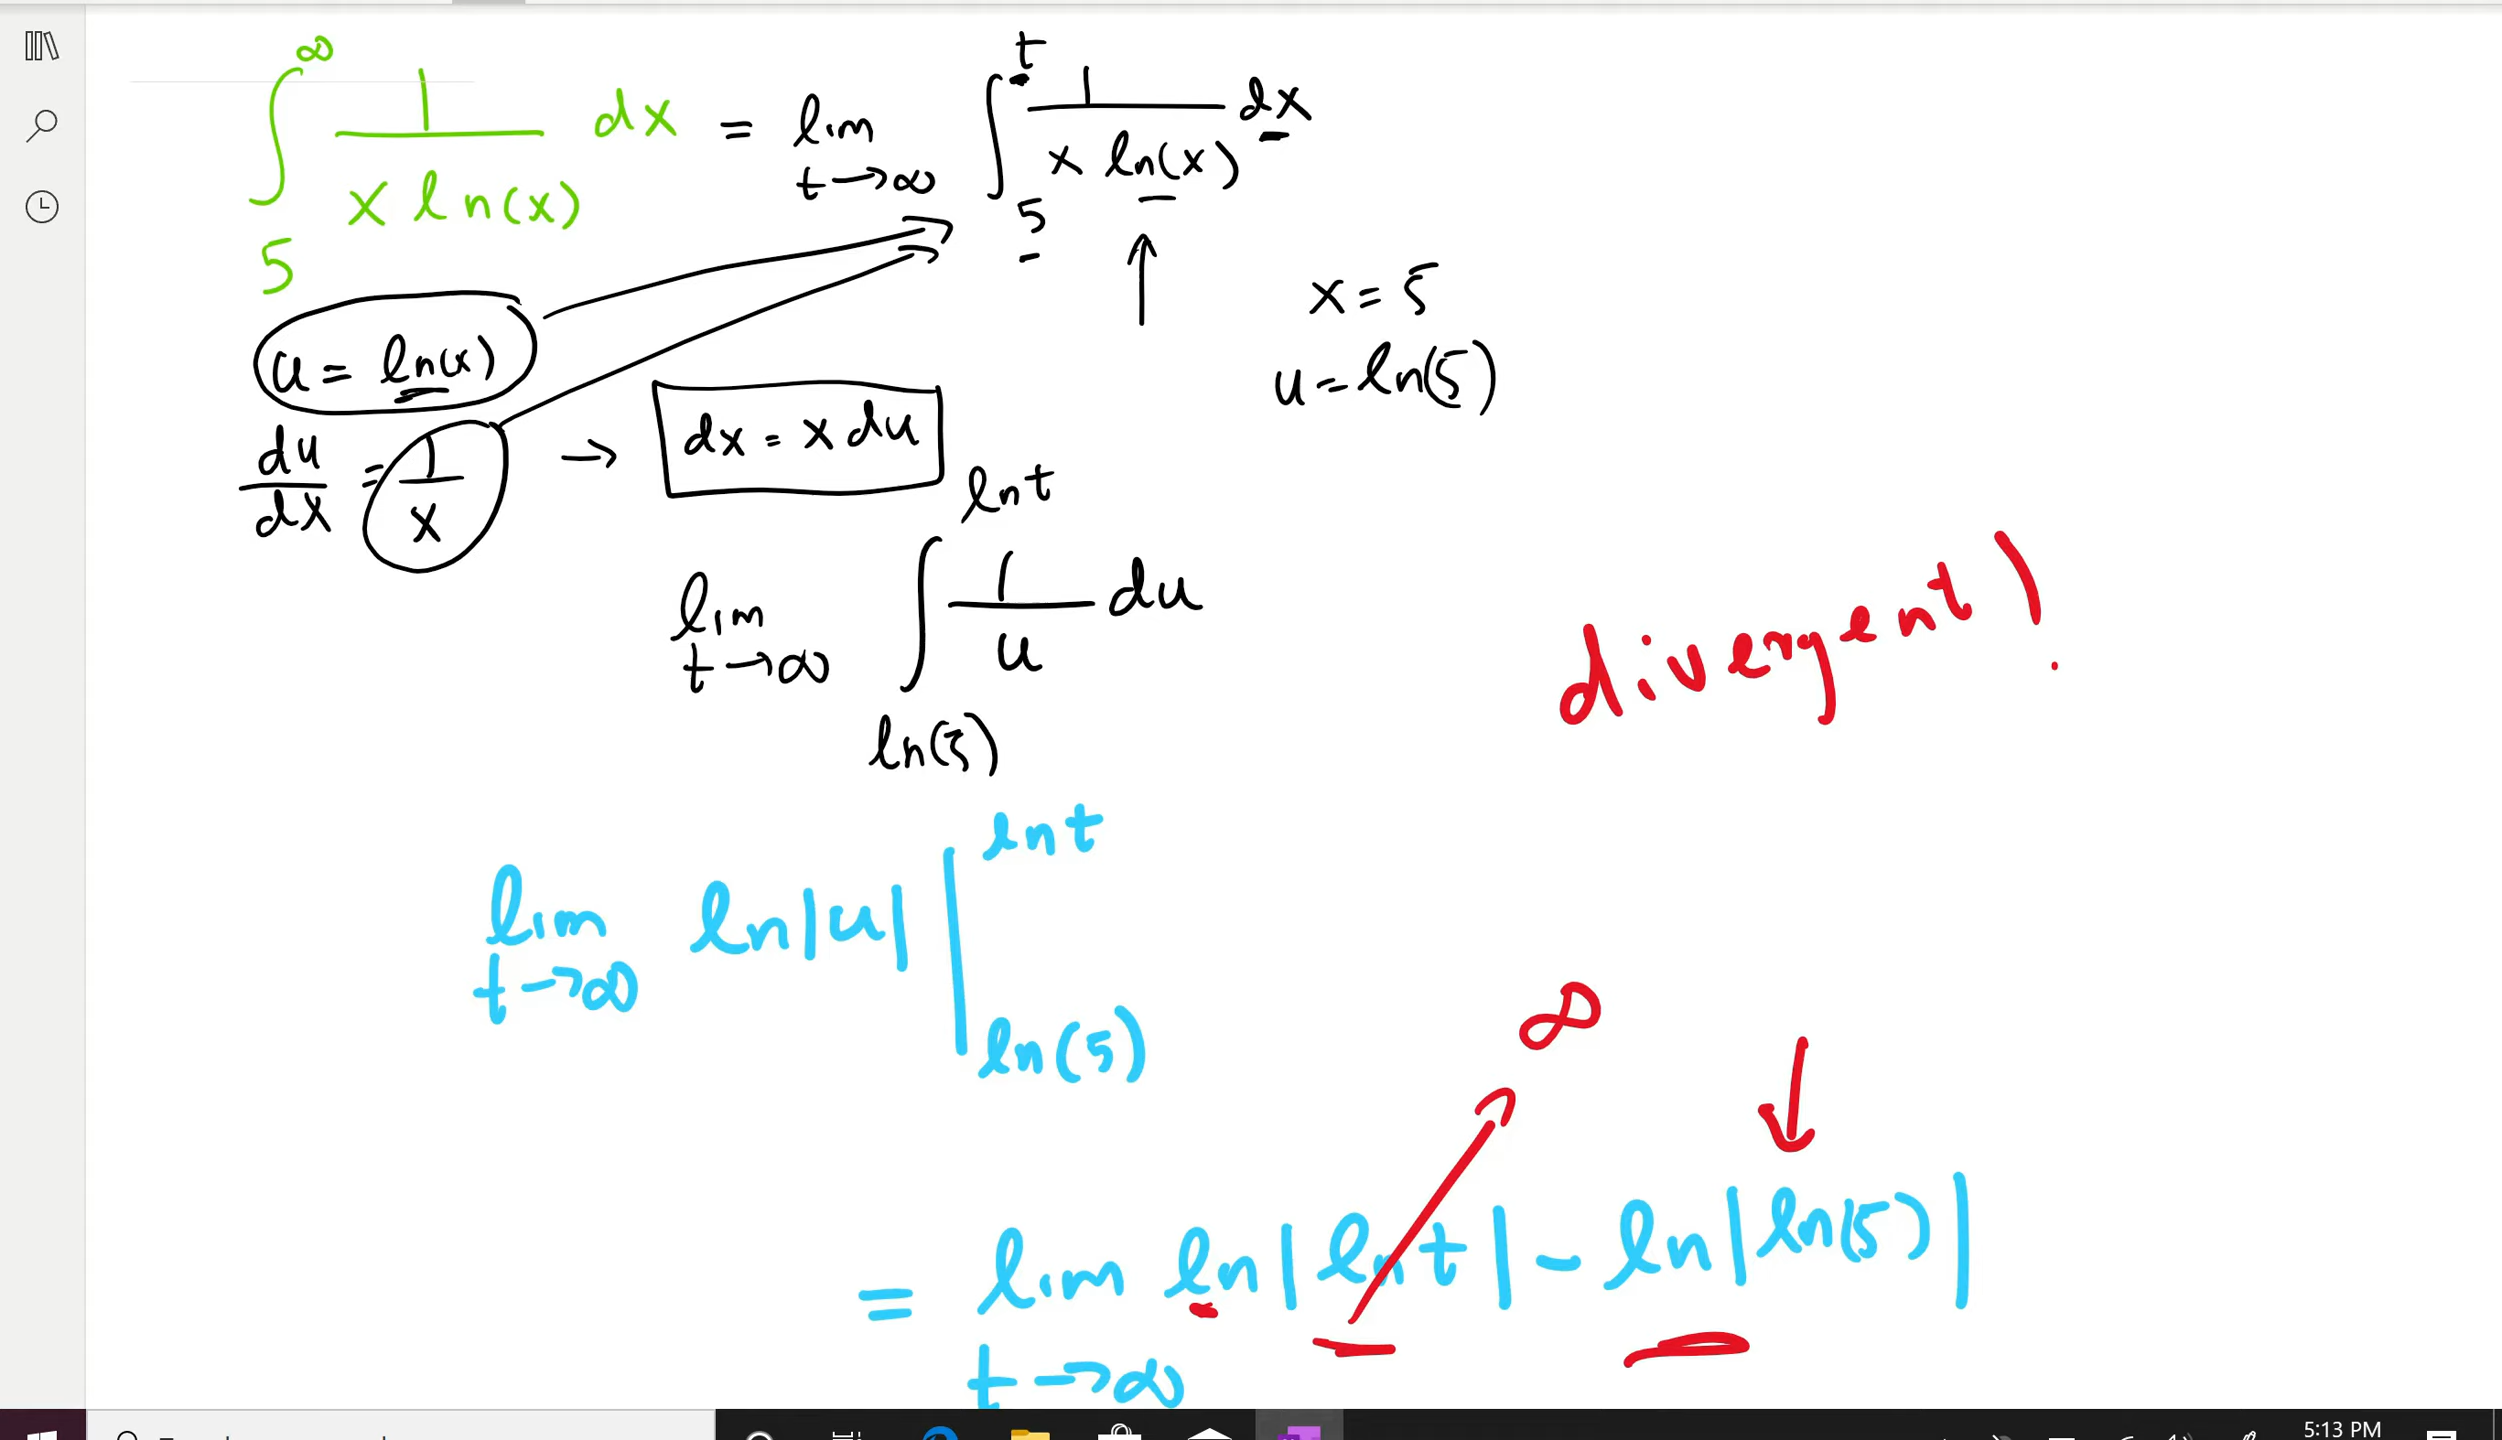 ∫_5^∞ 1/(x ln(x)) dx = lim_{t→∞} ∫_5^t 1/(x ln(x)) dx
u = ln(x)
x = 5
u = ln(5)
du/dx = 1/x → dx = x du
lim_{t→∞} ∫_{ln(5)}^{ln t} 1/u du
divergent!
lim_{t→∞} ln|u| |_{ln(5)}^{ln t}
∞
= lim_{t→∞} ln|ln t| - ln|ln(5)|
5:13 PM